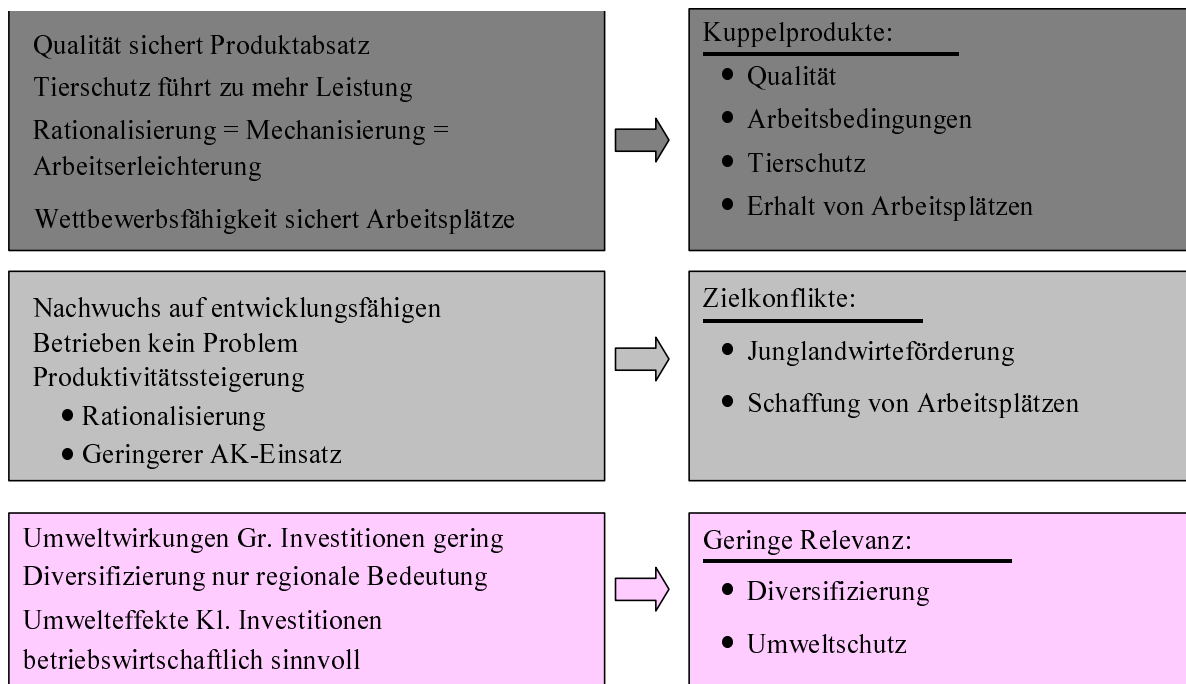 Qualität sichert Produktabsatz
Tierschutz führt zu mehr Leistung
Rationalisierung = Mechanisierung =
Arbeitserleichterung
Wettbewerbsfähigkeit sichert Arbeitsplätze
Kuppelprodukte:
• Qualität
• Arbeitsbedingungen
• Tierschutz
• Erhalt von Arbeitsplätzen
Nachwuchs auf entwicklungsfähigen
Betrieben kein Problem
Produktivitätssteigerung
• Rationalisierung
• Geringerer AK-Einsatz
Zielkonflikte:
• Junglandwirteförderung
• Schaffung von Arbeitsplätzen
Umweltwirkungen Gr. Investitionen gering
Diversifizierung nur regionale Bedeutung
Umwelteffekte Kl. Investitionen
betriebswirtschaftlich sinnvoll
Geringe Relevanz:
• Diversifizierung
• Umweltschutz